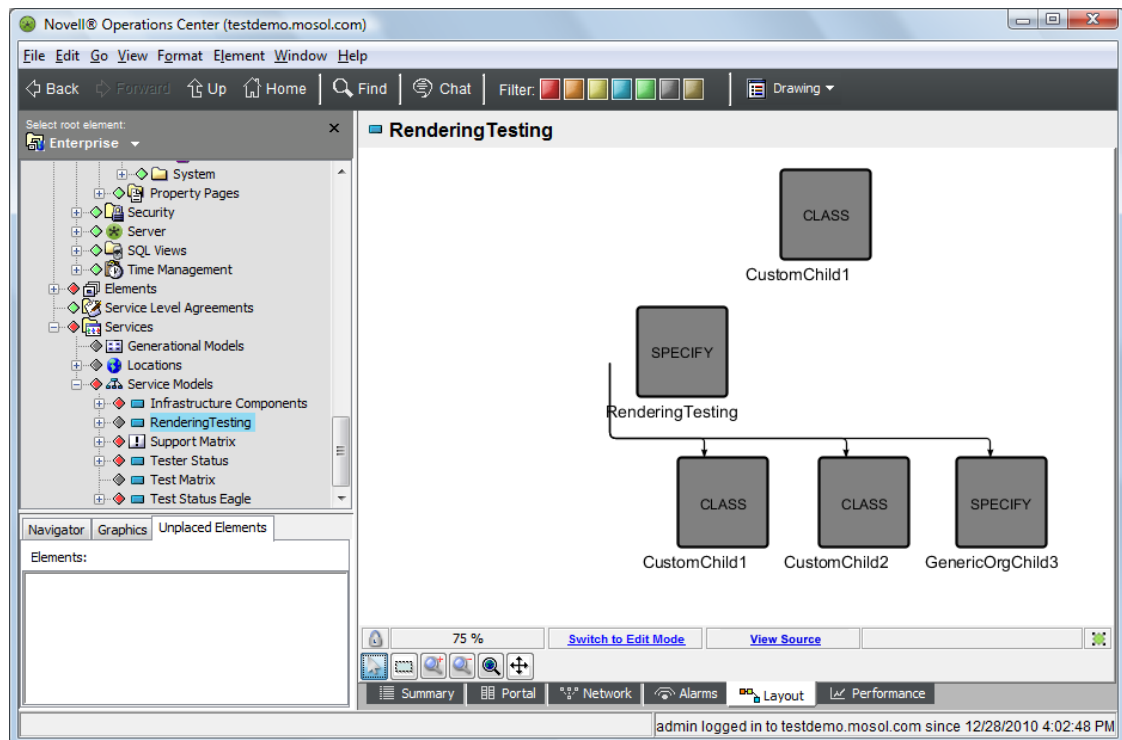 Novell® Operations Center (testdemo.mosol.com)
File Edit Go View Format Element Window Help
Back Forward Up Home Find Chat Filter: Drawing
Select root element:
Enterprise
System
Property Pages
Security
Server
SQL Views
Time Management
Elements
Service Level Agreements
Services
Generational Models
Locations
Service Models
Infrastructure Components
RenderingTesting
Support Matrix
Tester Status
Test Matrix
Test Status Eagle
Navigator Graphics Unplaced Elements
Elements:
RenderingTesting
CLASS
CustomChild1
SPECIFY
RenderingTesting
CLASS CLASS SPECIFY
CustomChild1 CustomChild2 GenericOrgChild3
75 % Switch to Edit Mode View Source
Summary Portal Network Alarms Layout Performance
admin logged in to testdemo.mosol.com since 12/28/2010 4:02:48 PM